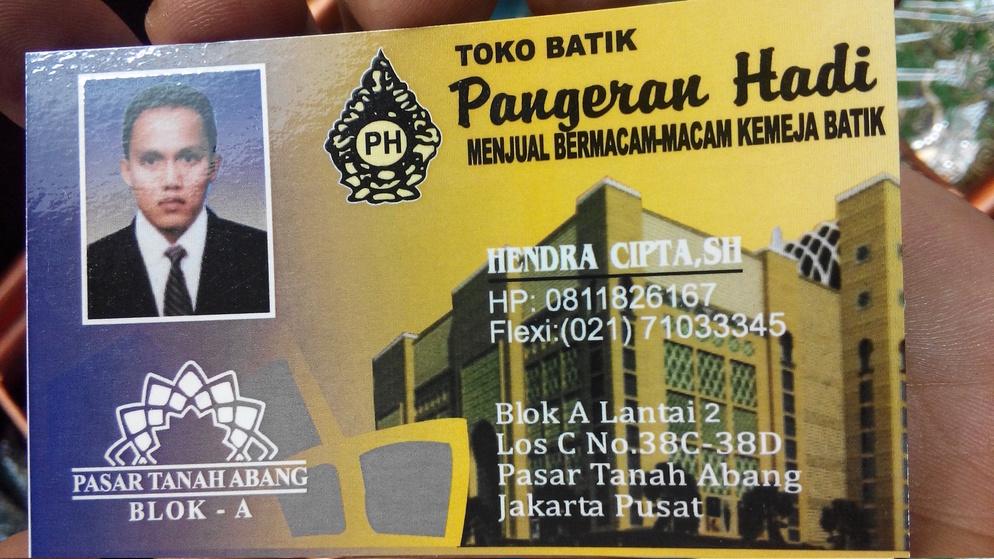 TOKO BATIK
Pangeran Hadi
MENJUAL BERMACAM-MACAM KEMEJA BATIK
PH
HENDRA CIPTA,SH
HP: 0811826167
Flexi:(021) 71033345
Blok A Lantai 2
Los C No.38C-38D
Pasar Tanah Abang
Jakarta Pusat
PASAR TANAH ABANG
BLOK - A